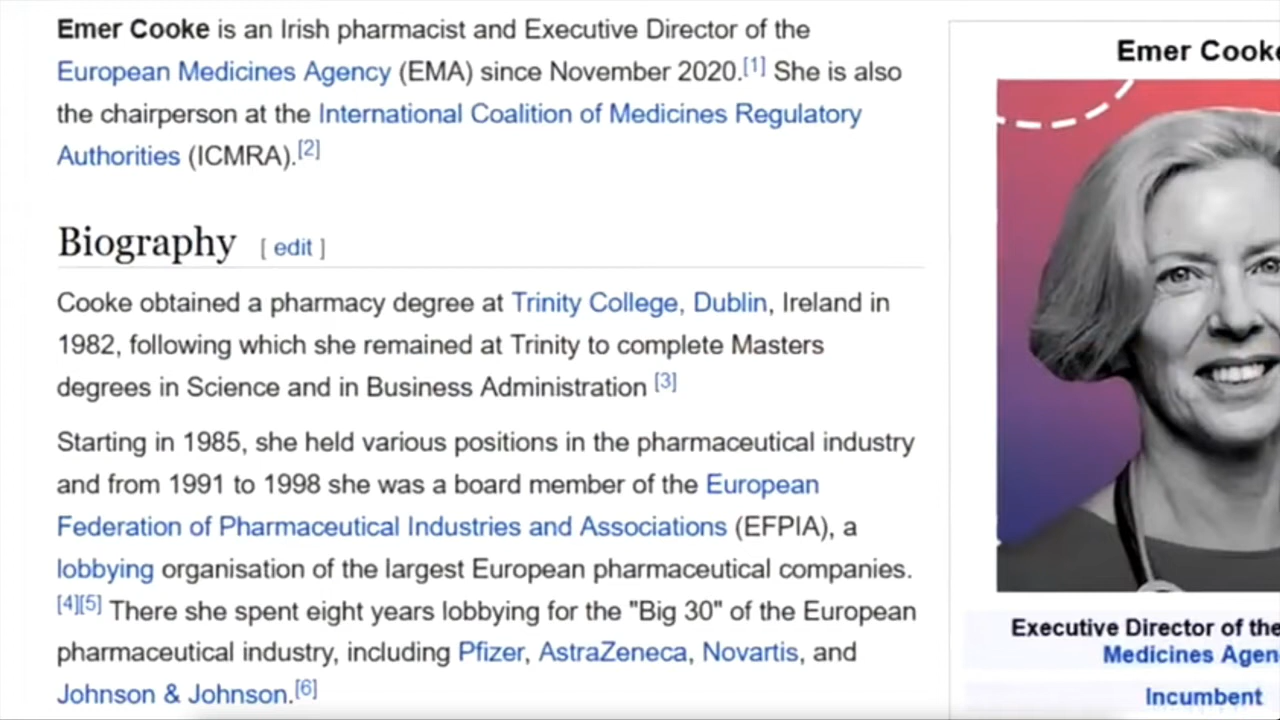 Emer Cooke is an Irish pharmacist and Executive Director of the
European Medicines Agency (EMA) since November 2020.[1] She is also
the chairperson at the International Coalition of Medicines Regulatory
Authorities (ICMRA).[2]
Biography [ edit ]
Cooke obtained a pharmacy degree at Trinity College, Dublin, Ireland in
1982, following which she remained at Trinity to complete Masters
degrees in Science and in Business Administration [3]
Starting in 1985, she held various positions in the pharmaceutical industry
and from 1991 to 1998 she was a board member of the European
Federation of Pharmaceutical Industries and Associations (EFPIA), a
lobbying organisation of the largest European pharmaceutical companies.
[4][5] There she spent eight years lobbying for the "Big 30" of the European
pharmaceutical industry, including Pfizer, AstraZeneca, Novartis, and
Johnson & Johnson.[6]
Emer Cooke
Executive Director of the
Medicines Agen
Incumbent